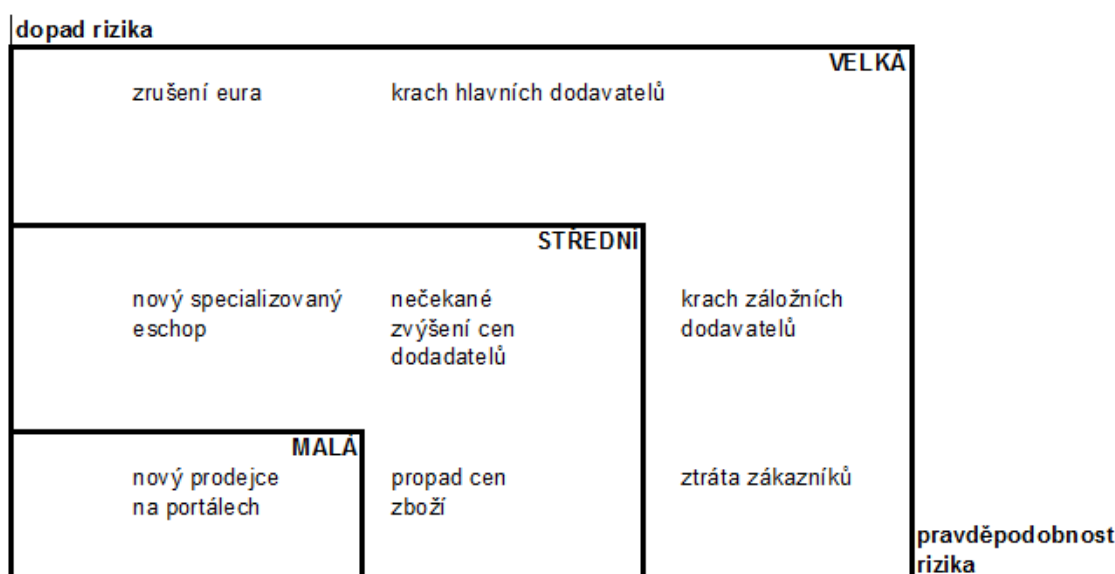 dopad rizika
VELKÁ
zrušení eura
krach hlavních dodavatelů
STŘEDNÍ
nový specializovaný
eschop
nečekané
zvýšení cen
dodadatelů
krach záložních
dodavatelů
MALÁ
nový prodejce
na portálech
propad cen
zboží
ztráta zákazníků
pravděpodobnost
rizika